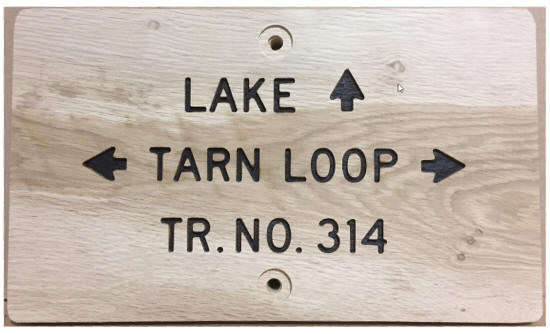 LAKE ↑
← TARN LOOP →
TR. NO. 314